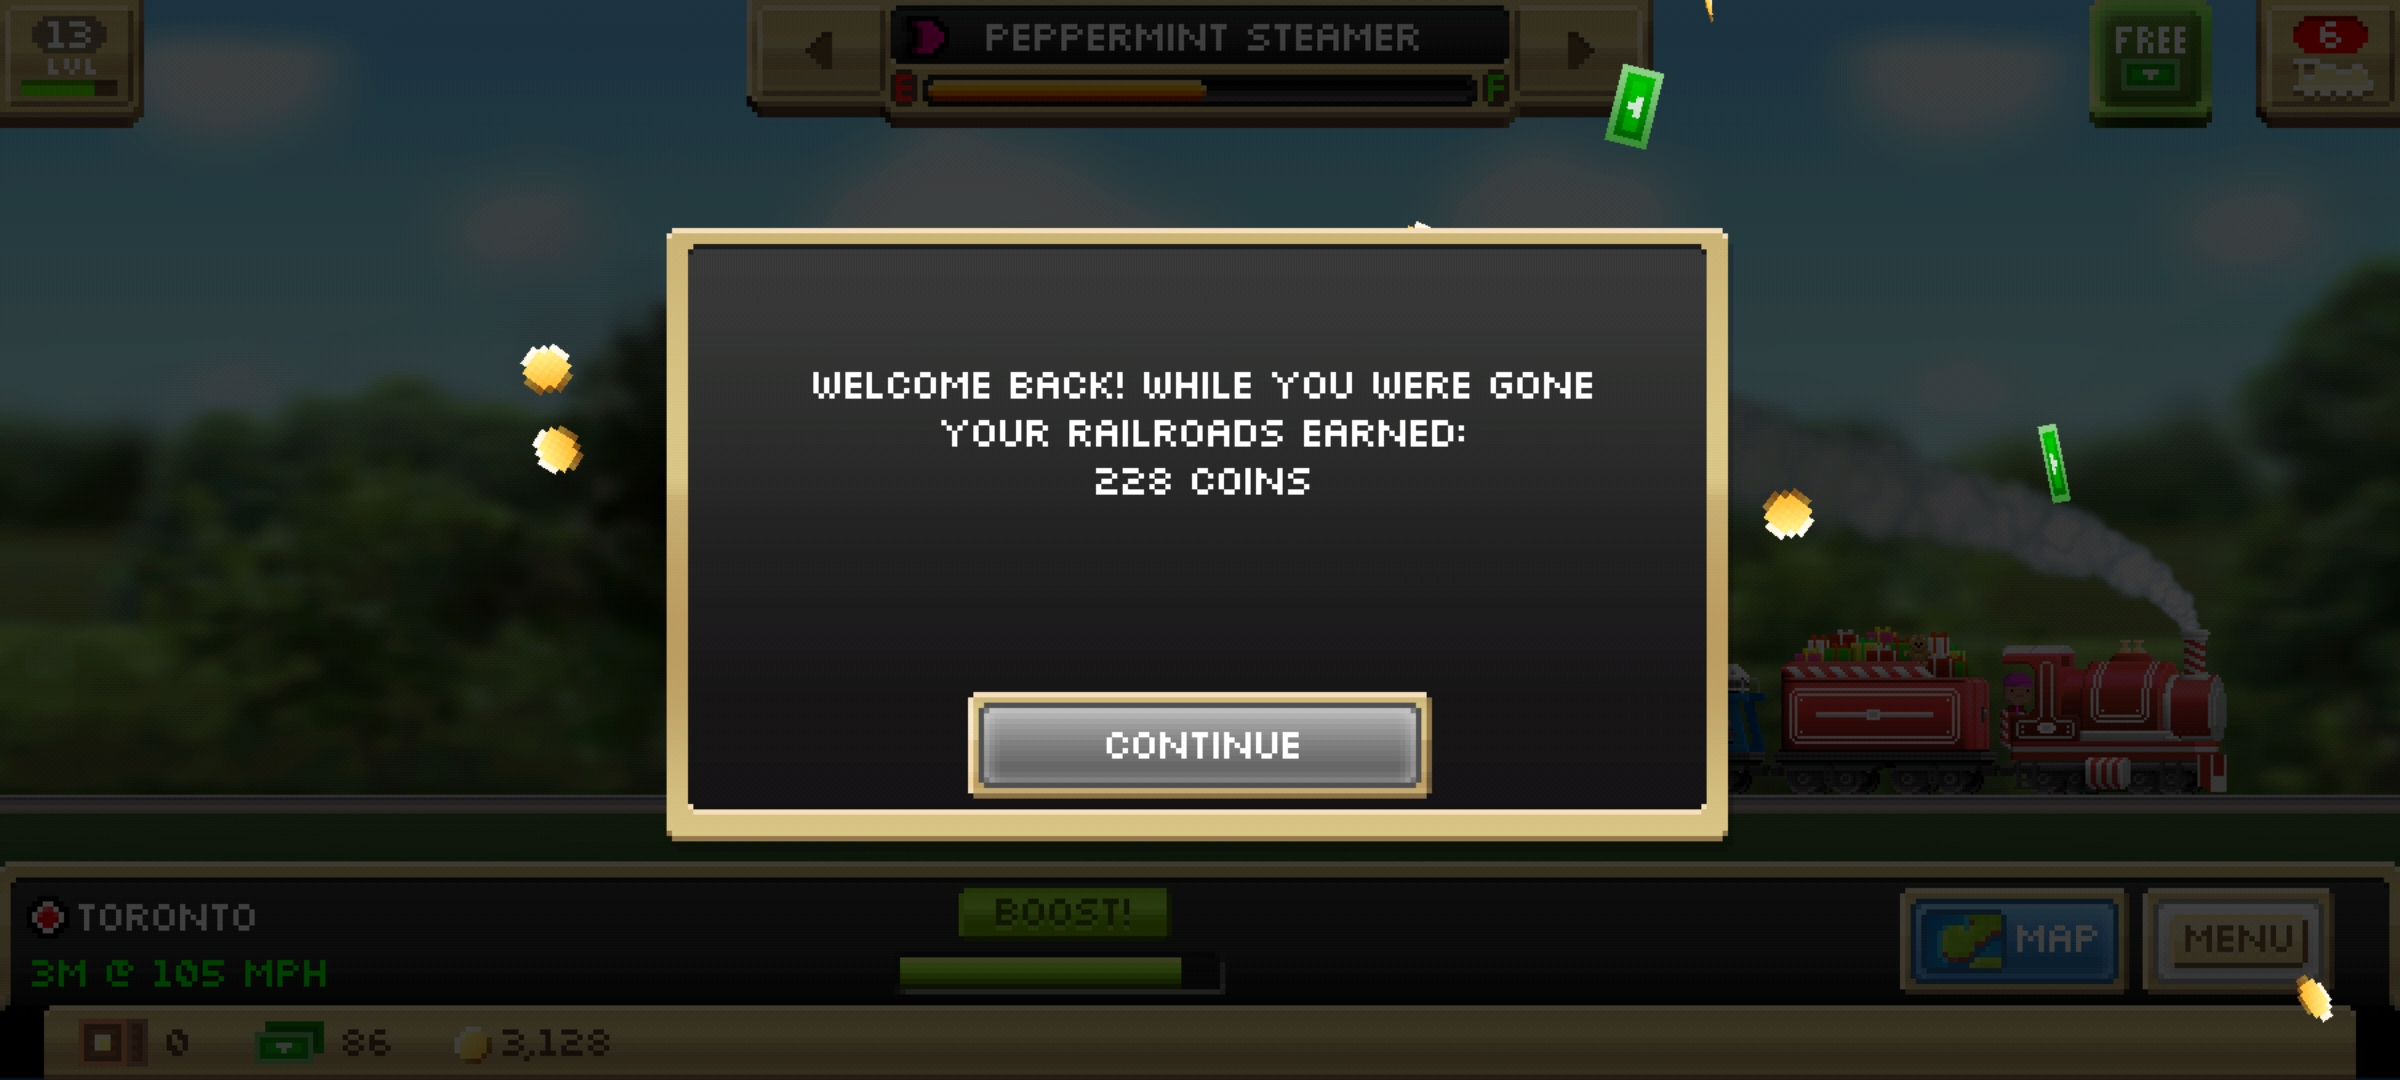 13
LVL
PEPPERMINT STEAMER
E F
FREE
6
WELCOME BACK! WHILE YOU WERE GONE
YOUR RAILROADS EARNED:
228 COINS
CONTINUE
TORONTO
3M @ 105 MPH
BOOST!
MAP
MENU
0 86 3,128